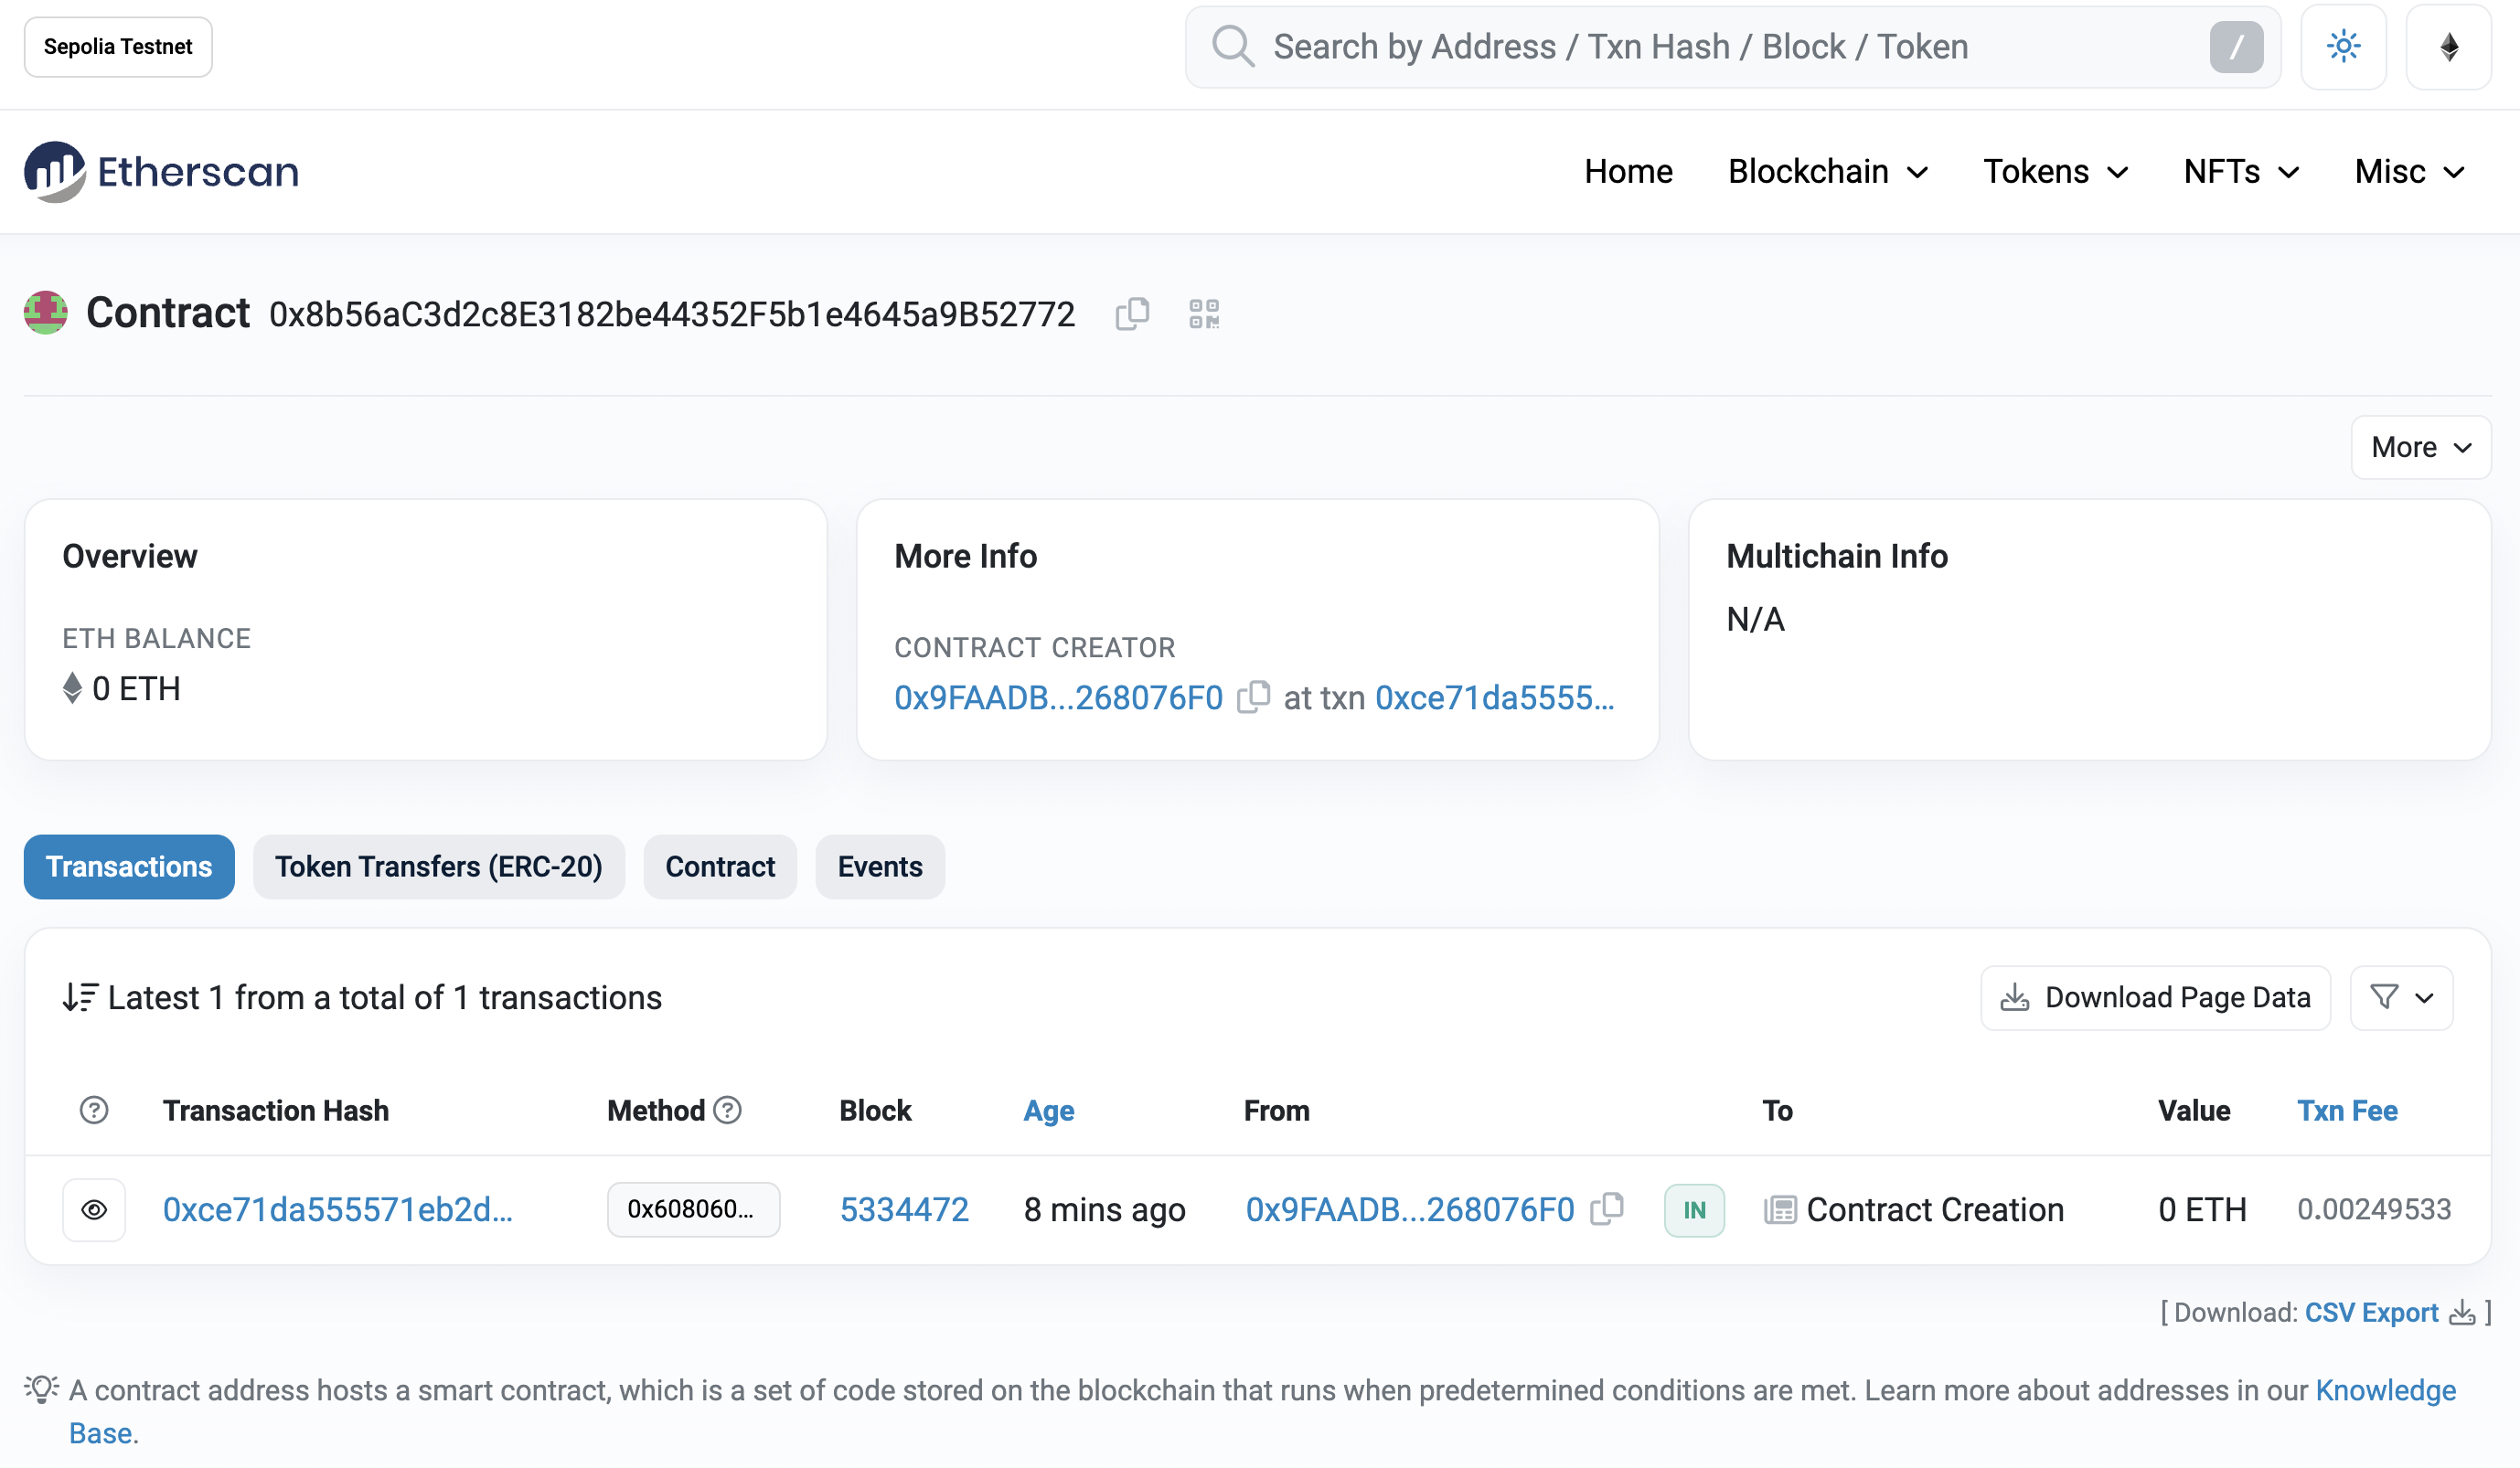 Sepolia Testnet
Search by Address / Txn Hash / Block / Token
/
Etherscan
Home Blockchain Tokens NFTs Misc
Contract 0x8b56aC3d2c8E3182be44352F5b1e4645a9B52772
More
Overview
ETH BALANCE
0 ETH
More Info
CONTRACT CREATOR
0x9FAADB...268076F0 at txn 0xce71da5555...
Multichain Info
N/A
Transactions Token Transfers (ERC-20) Contract Events
Latest 1 from a total of 1 transactions
Download Page Data
Transaction Hash Method Block Age From To Value Txn Fee
0xce71da555571eb2d... 0x608060... 5334472 8 mins ago 0x9FAADB...268076F0 IN Contract Creation 0 ETH 0.00249533
[ Download: CSV Export ]
A contract address hosts a smart contract, which is a set of code stored on the blockchain that runs when predetermined conditions are met. Learn more about addresses in our Knowledge
Base.